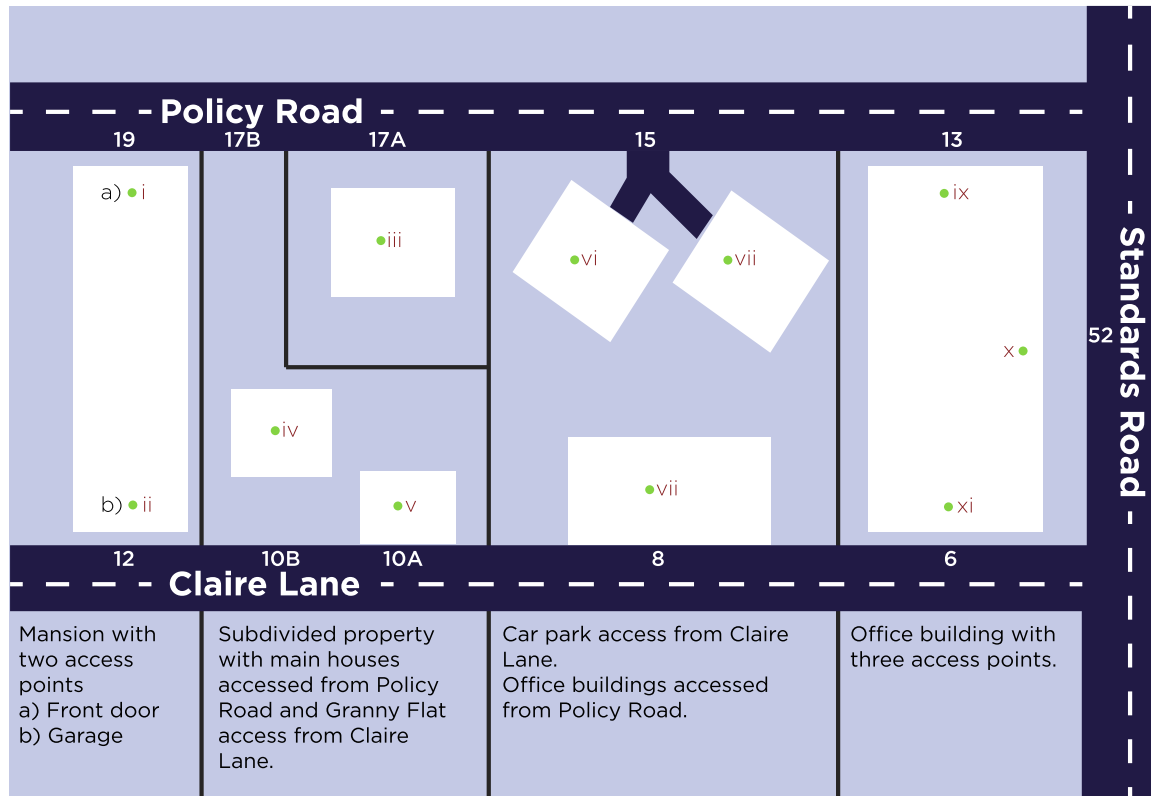 Policy Road
19
17B
17A
15
13
a) i
iii
vi
vii
ix
x
52
Standards Road
iv
b) ii
v
vii
xi
12
10B
10A
8
6
Claire Lane
Mansion with
two access
points
a) Front door
b) Garage
Subdivided property
with main houses
accessed from Policy
Road and Granny Flat
access from Claire
Lane.
Car park access from Claire
Lane.
Office buildings accessed
from Policy Road.
Office building with
three access points.